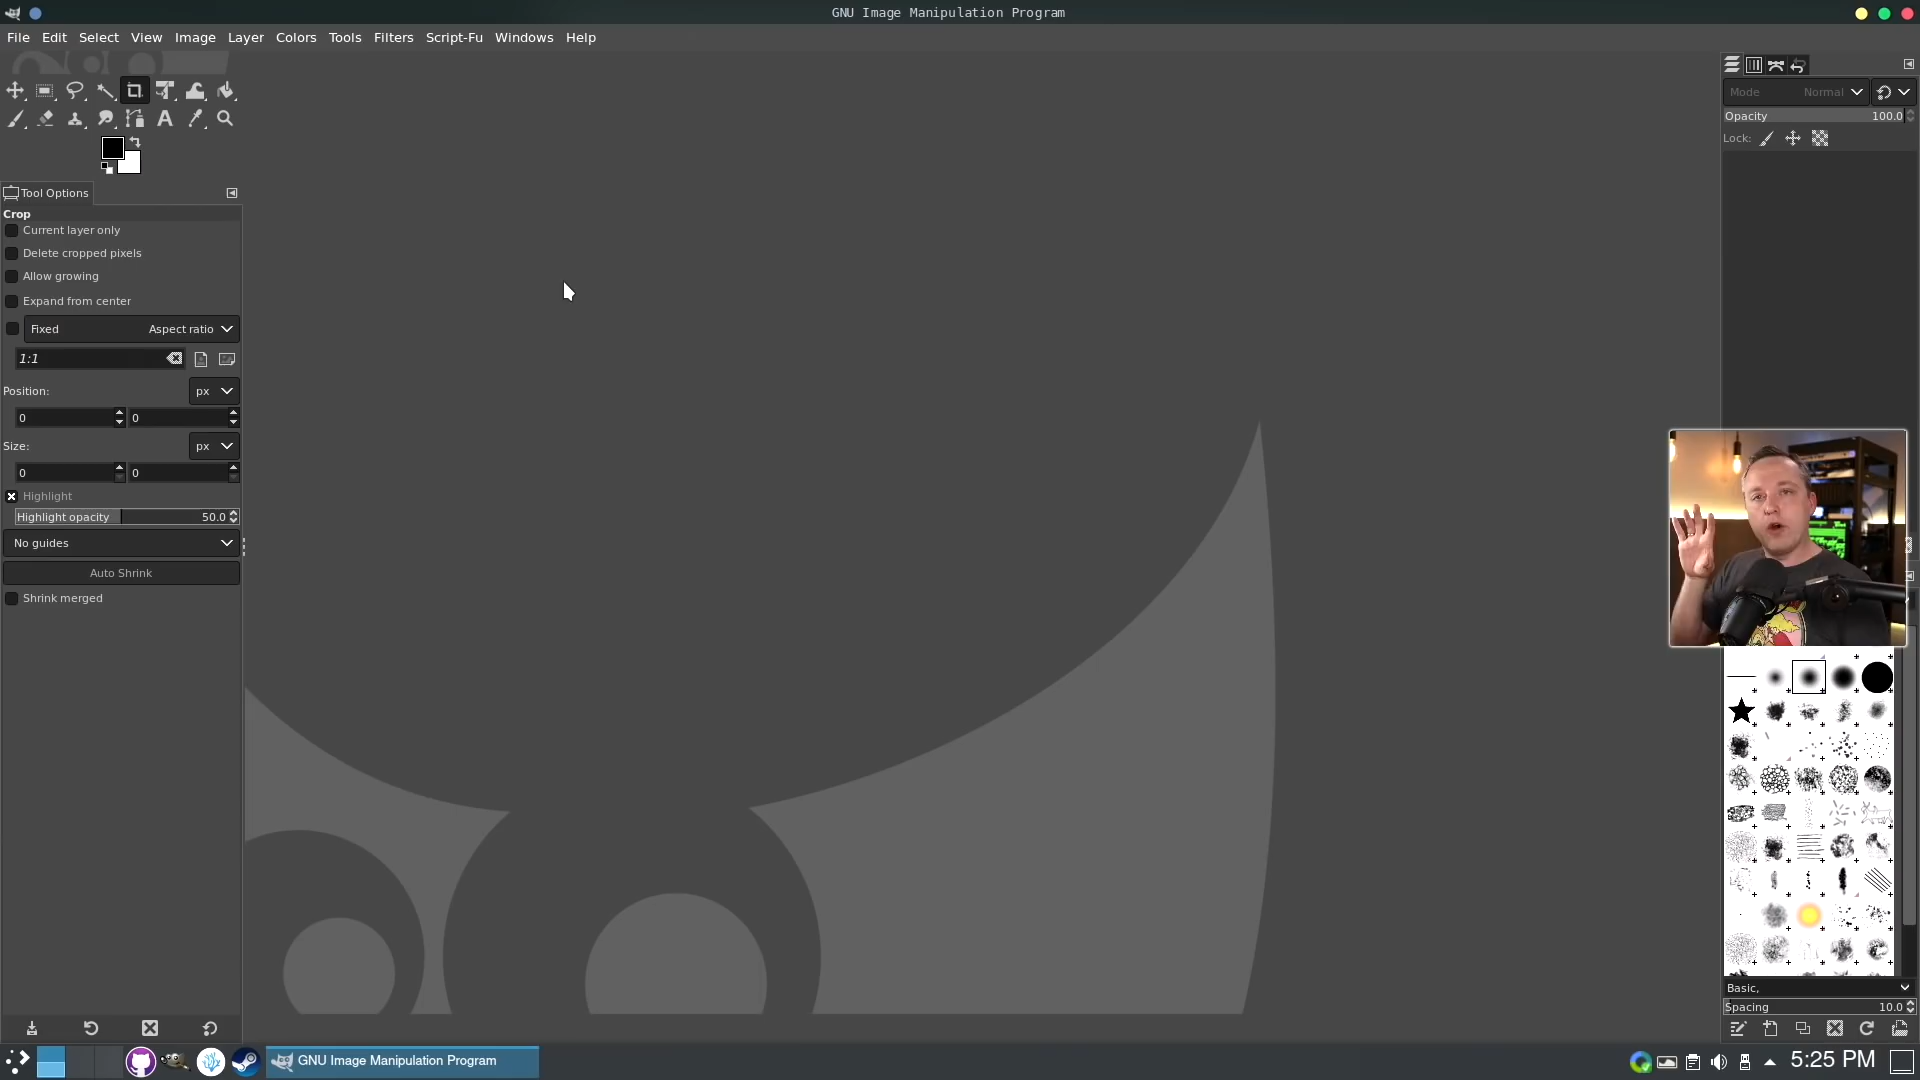 GNU Image Manipulation Program
File Edit Select View Image Layer Colors Tools Filters Script-Fu Windows Help
Mode Normal
Opacity 100.0
Lock:
Tool Options
Crop
Current layer only
Delete cropped pixels
Allow growing
Expand from center
Fixed Aspect ratio
1:1
Position: px
0 0
Size: px
0 0
Highlight
Highlight opacity 50.0
No guides
Auto Shrink
Shrink merged
Basic,
Spacing 10.0
GNU Image Manipulation Program
5:25 PM